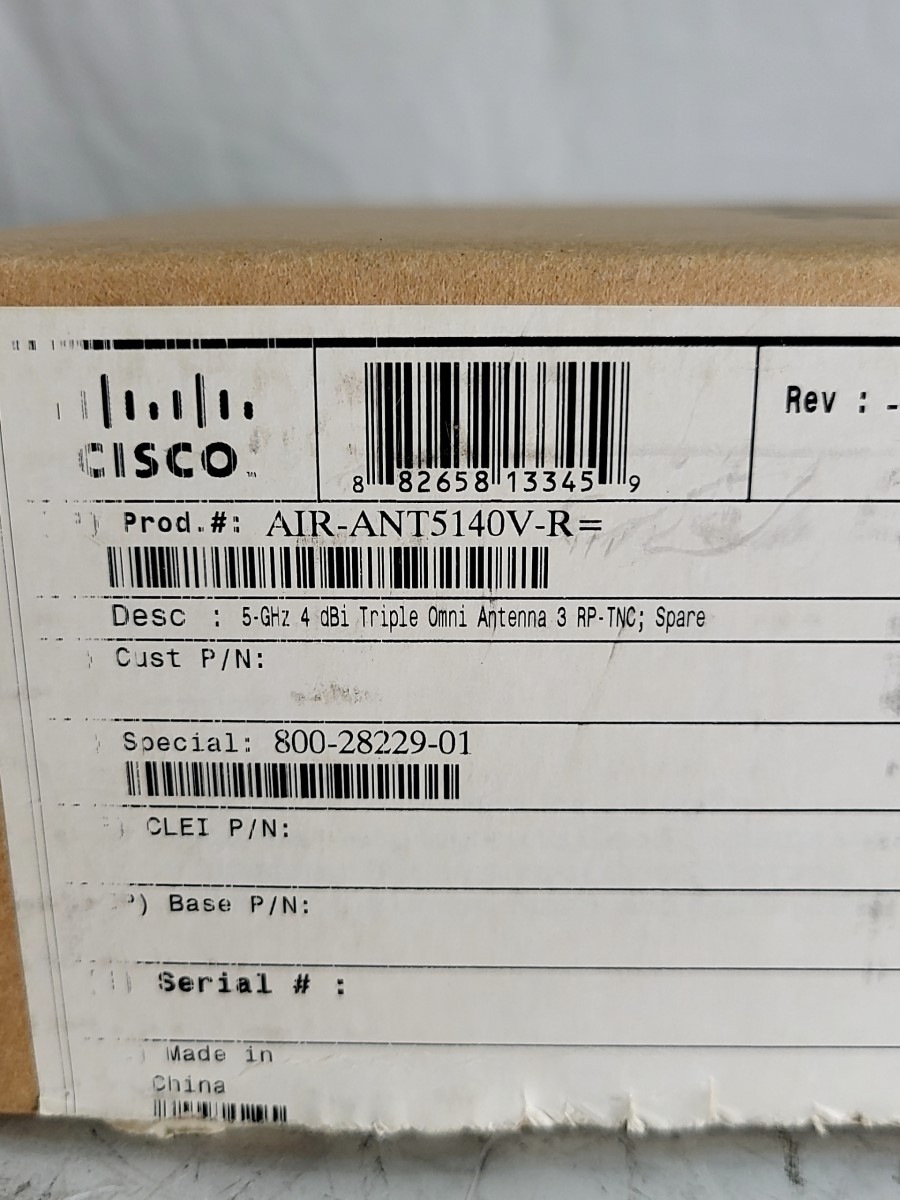 CISCO™
8 82658 13345 9
Rev : -
Prod.#: AIR-ANT5140V-R=
Desc : 5-GHz 4 dBi Triple Omni Antenna 3 RP-TNC; Spare
Cust P/N:
Special: 800-28229-01
) CLEI P/N:
) Base P/N:
Serial # :
Made in
China